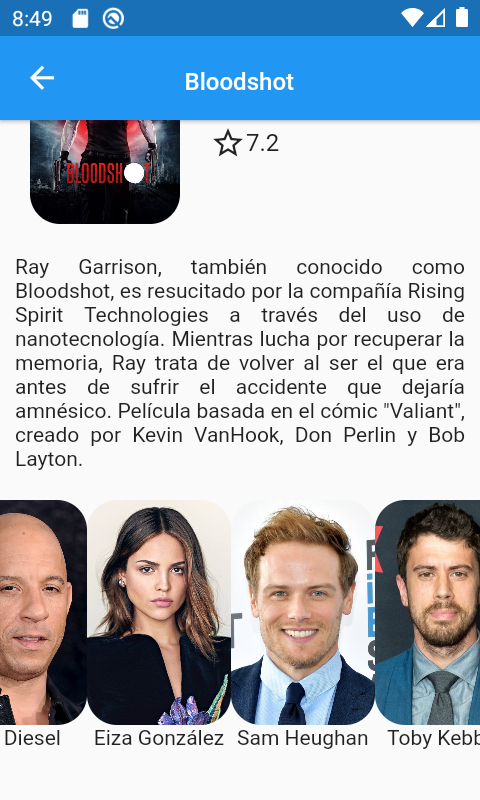 8:49
Bloodshot
BLOODSH T
7.2
Ray Garrison, también conocido como
Bloodshot, es resucitado por la compañía Rising
Spirit Technologies a través del uso de
nanotecnología. Mientras lucha por recuperar la
memoria, Ray trata de volver al ser el que era
antes de sufrir el accidente que dejaría
amnésico. Película basada en el cómic "Valiant",
creado por Kevin VanHook, Don Perlin y Bob
Layton.
Diesel Eiza González Sam Heughan Toby Kebb